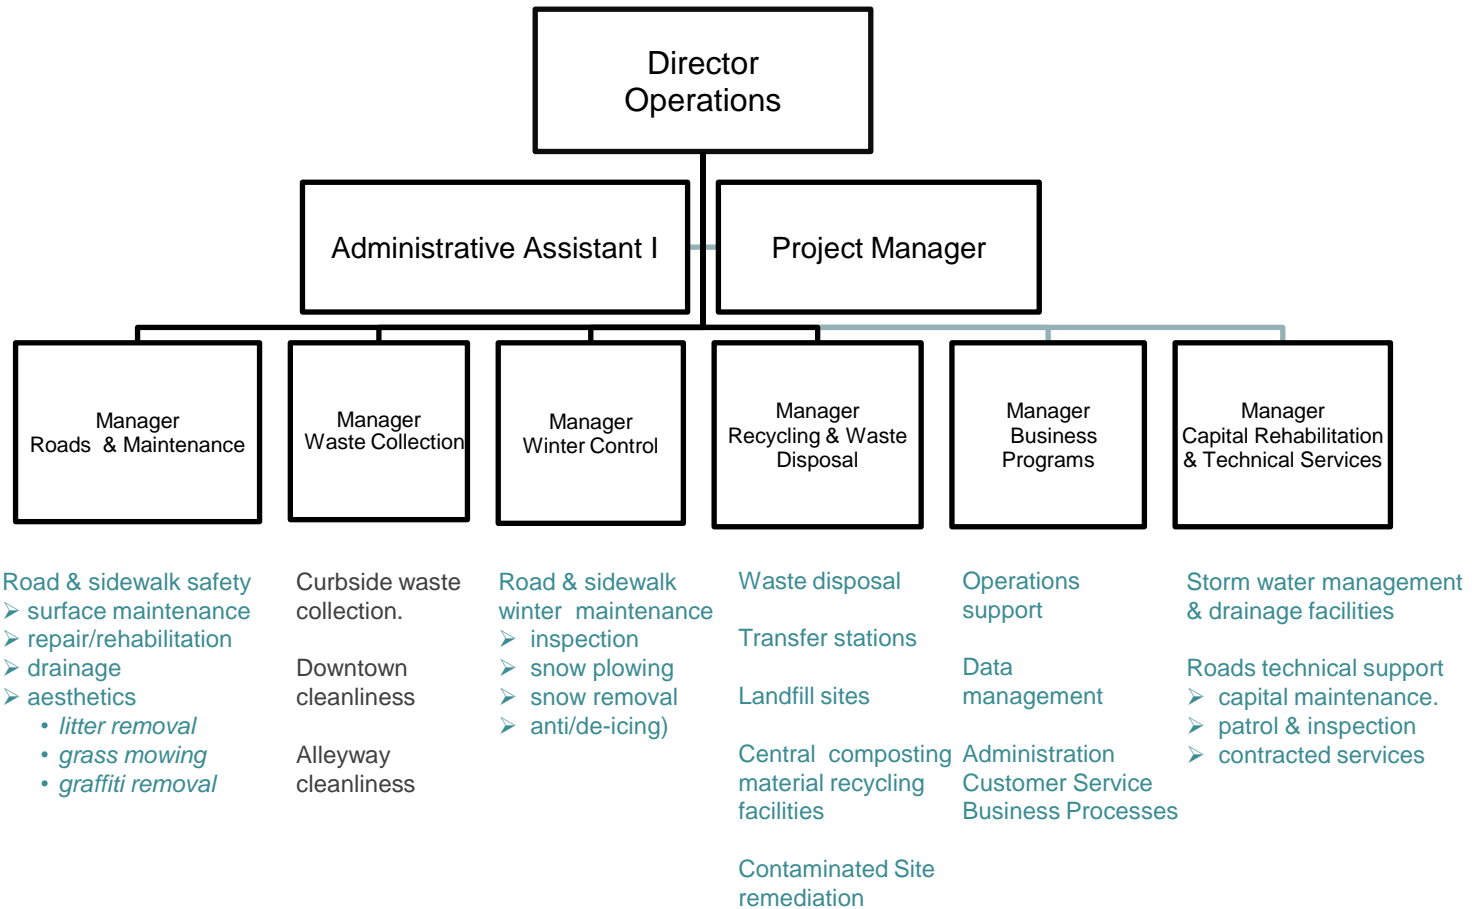 Director
Operations
Administrative Assistant I
Project Manager
Manager
Roads & Maintenance
Manager
Waste Collection
Manager
Winter Control
Manager
Recycling & Waste
Disposal
Manager
Business
Programs
Manager
Capital Rehabilitation
& Technical Services
Road & sidewalk safety
➢ surface maintenance
➢ repair/rehabilitation
➢ drainage
➢ aesthetics
• litter removal
• grass mowing
• graffiti removal
Curbside waste
collection.
Downtown
cleanliness
Alleyway
cleanliness
Road & sidewalk
winter maintenance
➢ inspection
➢ snow plowing
➢ snow removal
➢ anti/de-icing)
Waste disposal
Transfer stations
Landfill sites
Central composting
material recycling
facilities
Contaminated Site
remediation
Operations
support
Data
management
Administration
Customer Service
Business Processes
Storm water management
& drainage facilities
Roads technical support
➢ capital maintenance.
➢ patrol & inspection
➢ contracted services